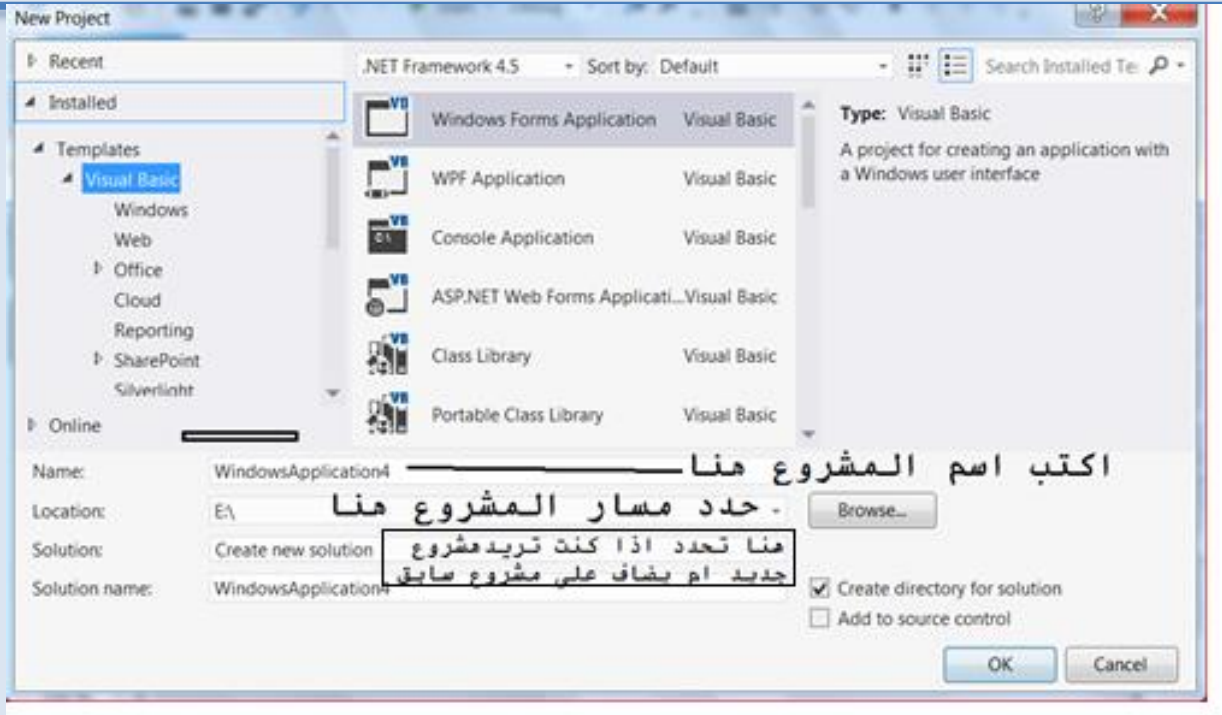 New Project
Recent
.NET Framework 4.5 Sort by: Default Search Installed Te
Installed
Templates
Visual Basic
Windows
Web
Office
Cloud
Reporting
SharePoint
Silverlight
Online
Windows Forms Application Visual Basic
WPF Application Visual Basic
Console Application Visual Basic
ASP.NET Web Forms Applicati... Visual Basic
Class Library Visual Basic
Portable Class Library Visual Basic
Type: Visual Basic
A project for creating an application with
a Windows user interface
Name: WindowsApplication4 اكتب اسم المشروع هنا
Location: E:\ حدد مسار المشروع هنا Browse...
Solution: Create new solution هنا تحدد اذا كنت تريدمشروع
جديد ام يضاف على مشروع سابق
Solution name: WindowsApplication4
Create directory for solution
Add to source control
OK Cancel